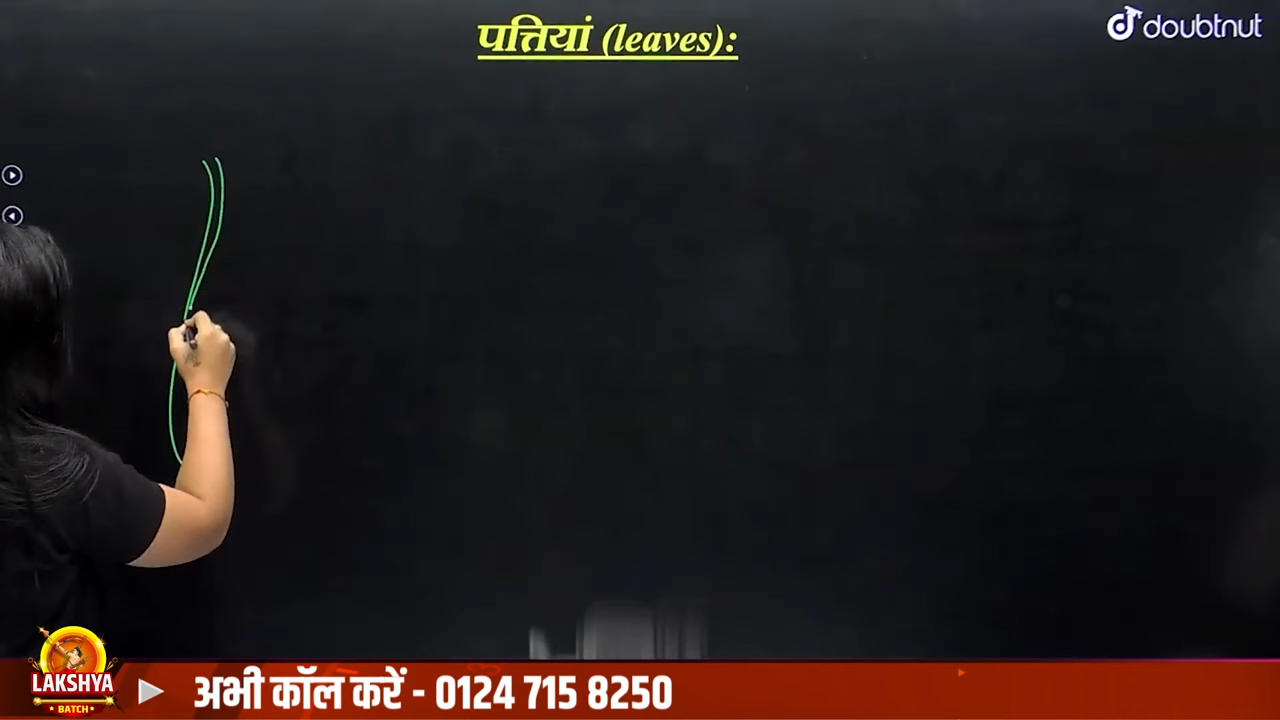 पत्तियां (leaves):
doubtnut
LAKSHYA
BATCH
अभी कॉल करें - 0124 715 8250